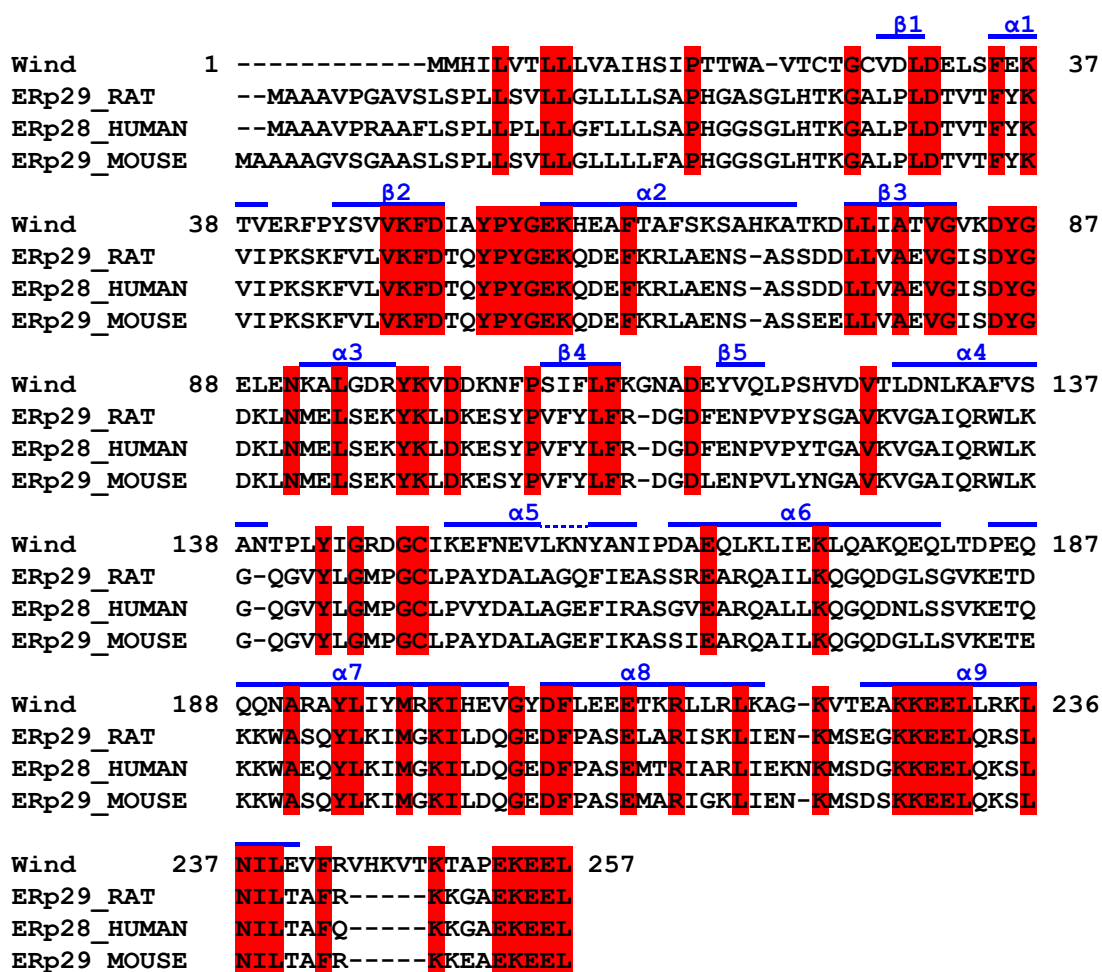 β1 α1
Wind 1 ------------MMHILVTLLLVAIHSIPTTWA-VTCTGCVDLDELSFEK 37
ERp29_RAT --MAAAVPGAVSLSPLLSVLLGLLLLSAPHGASGLHTKGALPLDTVTFYK
ERp28_HUMAN --MAAAVPRAAFLSPLLPLLLGFLLLSAPHGGSGLHTKGALPLDTVTFYK
ERp29_MOUSE MAAAAGVSGAASLSPLLSVLLGLLLLFAPHGGSGLHTKGALPLDTVTFYK
β2 α2 β3
Wind 38 TVERFPYSVVKFDIAYPYGEKHEAFTAFSKSAHKATKDLLIATVGVKDYG 87
ERp29_RAT VIPKSKFVLVKFDTQYPYGEKQDEFKRLAENS-ASSDDLLVAEVGISDYG
ERp28_HUMAN VIPKSKFVLVKFDTQYPYGEKQDEFKRLAENS-ASSDDLLVAEVGISDYG
ERp29_MOUSE VIPKSKFVLVKFDTQYPYGEKQDEFKRLAENS-ASSEELLVAEVGISDYG
α3 β4 β5 α4
Wind 88 ELENKALGDRYKVDDKNFPSIFLFKGNADEYVQLPSHVDVTLDNLKAFVS 137
ERp29_RAT DKLNMELSEKYKLDKESYPVFYLFR-DGDFENPVPYSGAVKVGAIQRWLK
ERp28_HUMAN DKLNMELSEKYKLDKESYPVFYLFR-DGDFENPVPYTGAVKVGAIQRWLK
ERp29_MOUSE DKLNMELSEKYKLDKESYPVFYLFR-DGDLENPVLYNGAVKVGAIQRWLK
α5 α6
Wind 138 ANTPLYIGRDGCIKEFNEVLKNYANIPDAEQLKLIEKLQAKQEQLTDPEQ 187
ERp29_RAT G-QGVYLGMPGCLPAYDALAGQFIEASSREARQAILKQGQDGLSGVKETD
ERp28_HUMAN G-QGVYLGMPGCLPVYDALAGEFIRASGVEARQALLKQGQDNLSSVKETQ
ERp29_MOUSE G-QGVYLGMPGCLPAYDALAGEFIKASSIEARQAILKQGQDGLLSVKETE
α7 α8 α9
Wind 188 QQNARAYLIYMRKIHEVGYDFLEEETKRLLRLKAG-KVTEAKKEELLRKL 236
ERp29_RAT KKWASQYLKIMGKILDQGEDFPASELARISKLIEN-KMSEGKKEELQRSL
ERp28_HUMAN KKWAEQYLKIMGKILDQGEDFPASEMTRIARLIEKNKMSDGKKEELQKSL
ERp29_MOUSE KKWASQYLKIMGKILDQGEDFPASEMARIGKLIEN-KMSDSKKEELQKSL
Wind 237 NILEVFRVHKVTKTAPEKEEL 257
ERp29_RAT NILTAFR-----KKGAEKEEL
ERp28_HUMAN NILTAFQ-----KKGAEKEEL
ERp29_MOUSE NILTAFR-----KKEAEKEEL